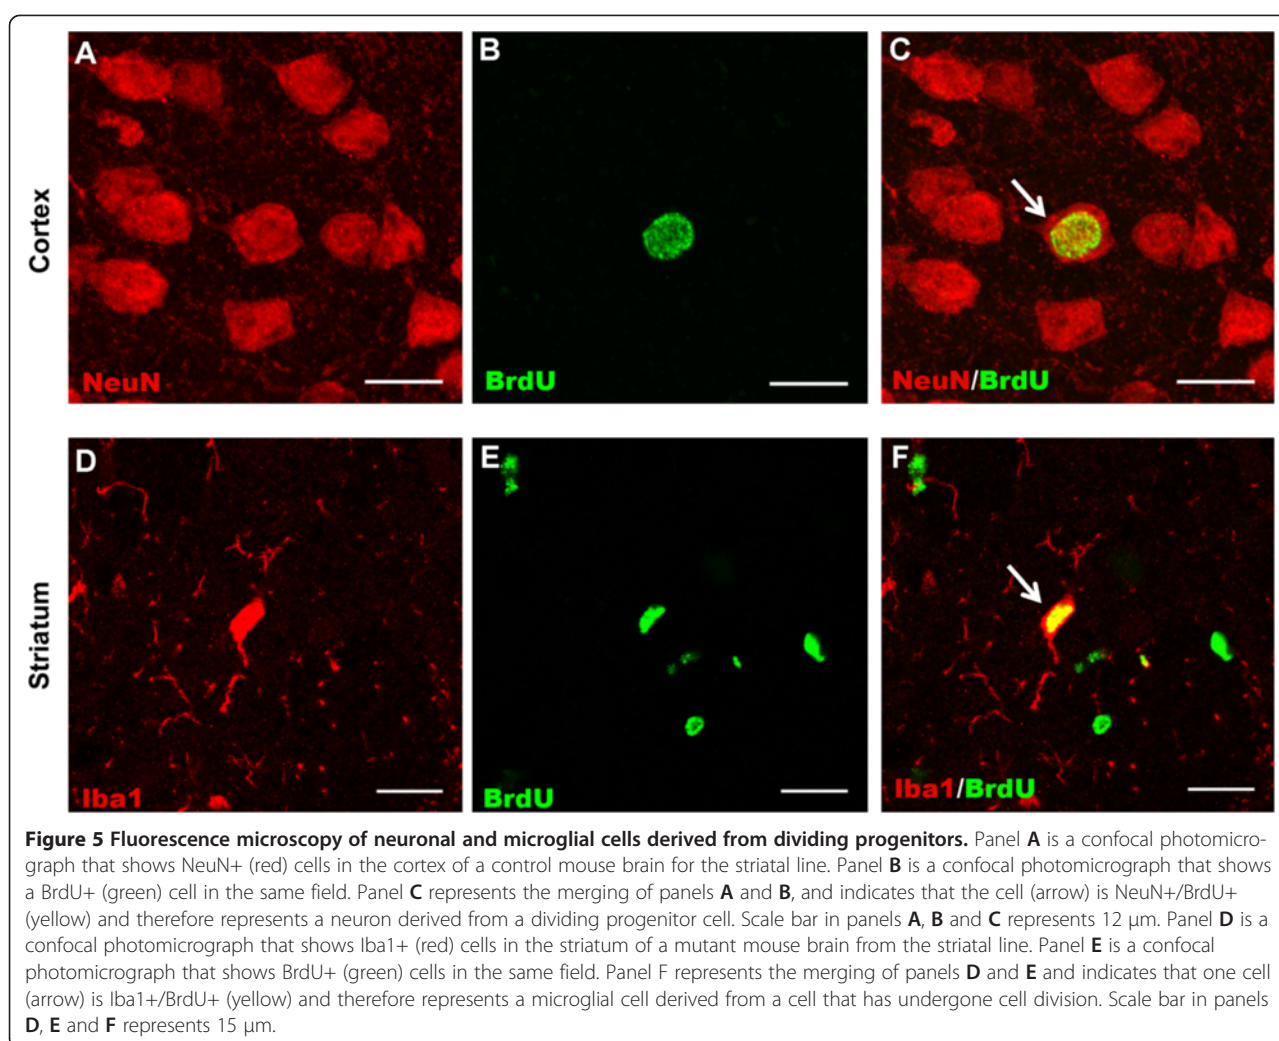 A
B
C
Cortex
NeuN
BrdU
NeuN/BrdU
D
E
F
Striatum
Iba1
BrdU
Iba1/BrdU
Figure 5 Fluorescence microscopy of neuronal and microglial cells derived from dividing progenitors. Panel A is a confocal photomicro-
graph that shows NeuN+ (red) cells in the cortex of a control mouse brain for the striatal line. Panel B is a confocal photomicrograph that shows
a BrdU+ (green) cell in the same field. Panel C represents the merging of panels A and B, and indicates that the cell (arrow) is NeuN+/BrdU+
(yellow) and therefore represents a neuron derived from a dividing progenitor cell. Scale bar in panels A, B and C represents 12 μm. Panel D is a
confocal photomicrograph that shows Iba1+ (red) cells in the striatum of a mutant mouse brain from the striatal line. Panel E is a confocal
photomicrograph that shows BrdU+ (green) cells in the same field. Panel F represents the merging of panels D and E and indicates that one cell
(arrow) is Iba1+/BrdU+ (yellow) and therefore represents a microglial cell derived from a cell that has undergone cell division. Scale bar in panels
D, E and F represents 15 μm.